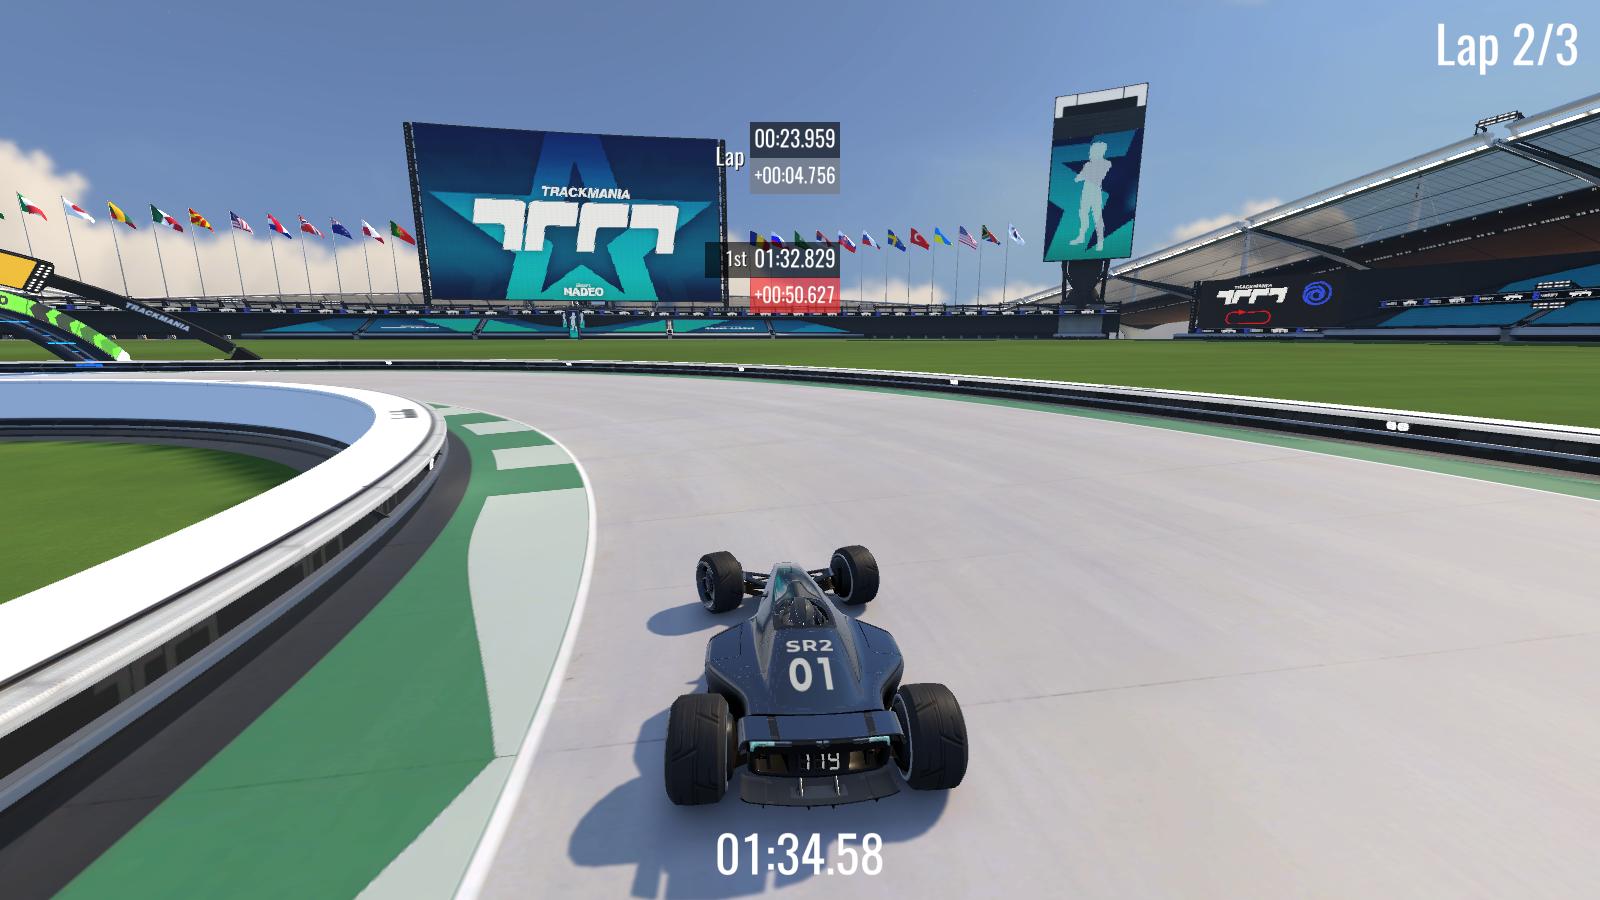 Lap 2/3
00:23.959
Lap
+00:04.756
TRACKMANIA
NADEO
1st 01:32.829
+00:50.627
TRACKMANIA
TRACKMANIA
SR2
01
119
01:34.58